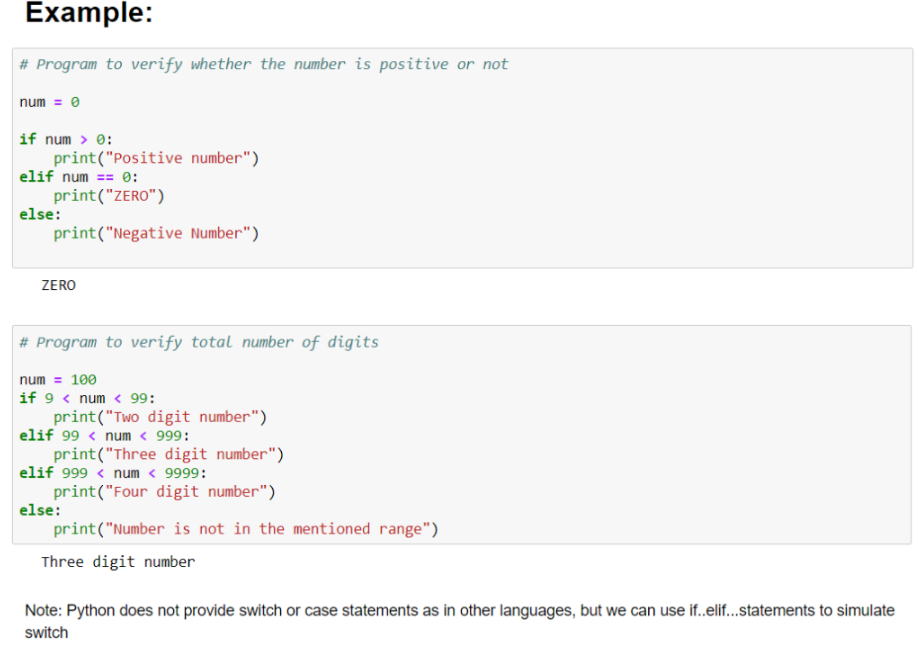 Example:
# Program to verify whether the number is positive or not
num = 0
if num > 0:
    print("Positive number")
elif num == 0:
    print("ZERO")
else:
    print("Negative Number")
ZERO
# Program to verify total number of digits
num = 100
if 9 < num < 99:
    print("Two digit number")
elif 99 < num < 999:
    print("Three digit number")
elif 999 < num < 9999:
    print("Four digit number")
else:
    print("Number is not in the mentioned range")
Three digit number
Note: Python does not provide switch or case statements as in other languages, but we can use if..elif...statements to simulate
switch